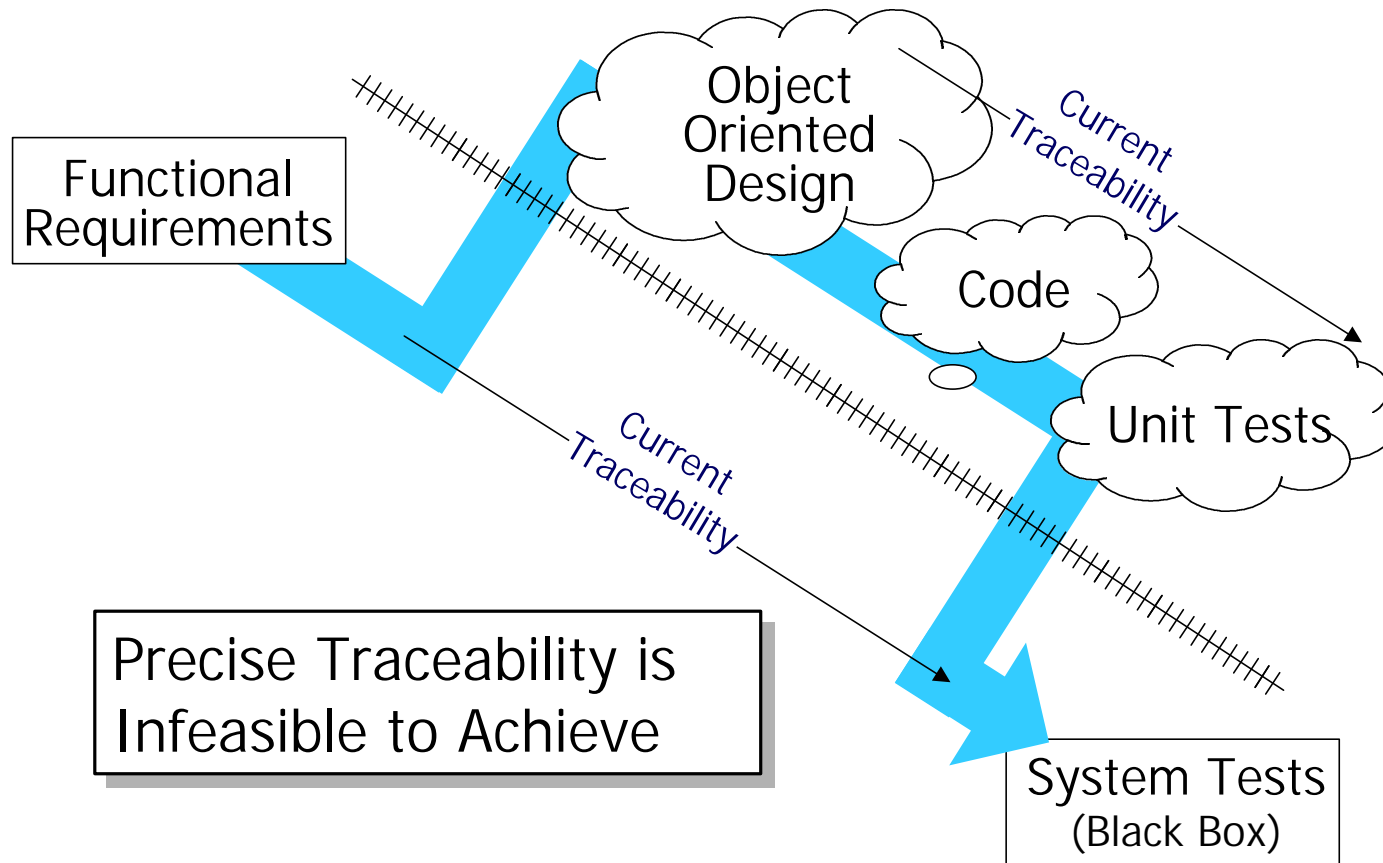 Object
Oriented
Design
Current
Traceability
Functional
Requirements
Code
Unit Tests
Current
Traceability
Precise Traceability is
Infeasible to Achieve
System Tests
(Black Box)